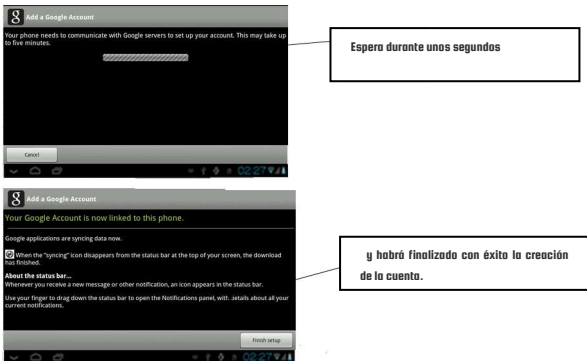 Add a Google Account
Your phone needs to communicate with Google servers to set up your account. This may take up
to five minutes.
Espera durante unos segundos
Cancel
02:27
Add a Google Account
Your Google Account is now linked to this phone.
Google applications are syncing data now.
When the "syncing" icon disappears from the status bar at the top of your screen, the download
has finished.
About the status bar...
Whenever you receive a new message or other notification, an icon appears in the status bar.
Use your finger to drag down the status bar to open the Notifications panel, with details about all your
current notifications.
y habrá finalizado con éxito la creación
de la cuenta.
Finish setup
02:27